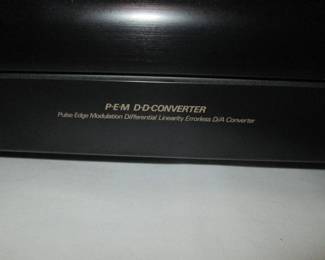 P·E·M D·D·CONVERTER
Pulse Edge Modulation Differential Linearity Errorless D/A Converter